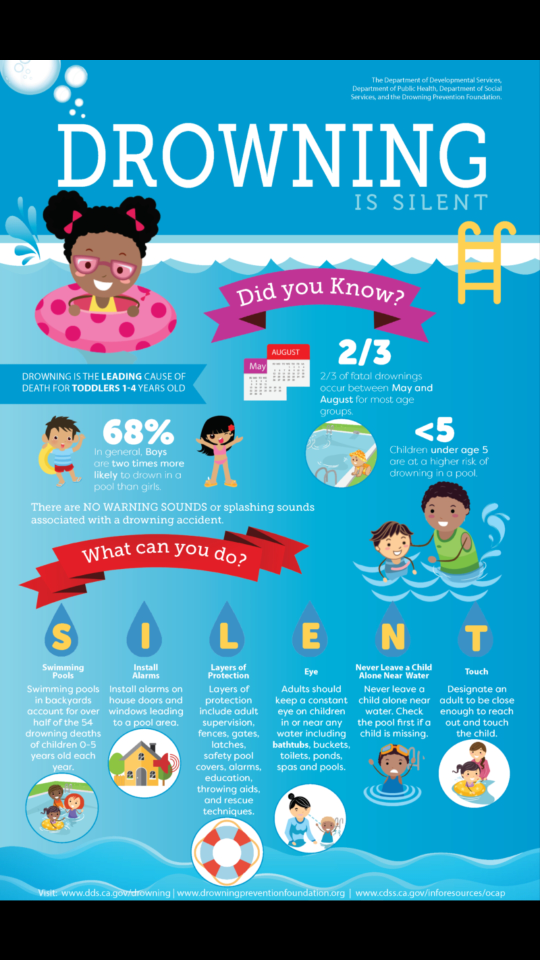 The Department of Developmental Services,
Department of Public Health, Department of Social
Services, and the Drowning Prevention Foundation.
DROWNING
IS SILENT
Did you Know?
DROWNING IS THE LEADING CAUSE OF
DEATH FOR TODDLERS 1-4 YEARS OLD
May
AUGUST
2/3
2/3 of fatal drownings
occur between May and
August for most age
groups.
68%
In general, Boys
are two times more
likely to drown in a
pool than girls.
<5
Children under age 5
are at a higher risk of
drowning in a pool.
There are NO WARNING SOUNDS or splashing sounds
associated with a drowning accident.
What can you do?
S
Swimming
Pools
Swimming pools
in backyards
account for over
half of the 54
drowning deaths
of children 0-5
years old each
year.
I
Install
Alarms
Install alarms on
house doors and
windows leading
to a pool area.
L
Layers of
Protection
Layers of
protection
include adult
supervision,
fences, gates,
latches,
safety pool
covers, alarms,
education,
throwing aids,
and rescue
techniques.
E
Eye
Adults should
keep a constant
eye on children
in or near any
water including
bathtubs, buckets,
toilets, ponds,
spas and pools.
N
Never Leave a Child
Alone Near Water
Never leave a
child alone near
water. Check
the pool first if a
child is missing.
T
Touch
Designate an
adult to be close
enough to reach
out and touch
the child.
Visit: www.dds.ca.gov/drowning | www.drowningpreventionfoundation.org | www.cdss.ca.gov/inforesources/ocap